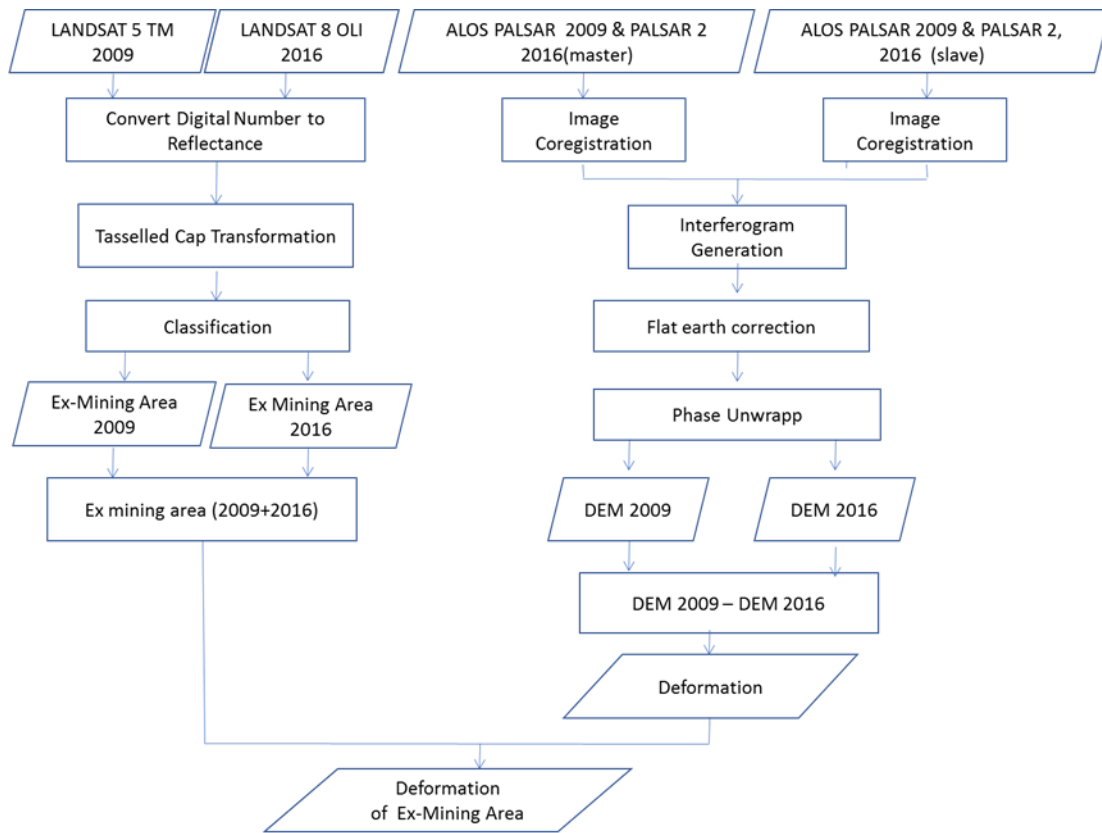 LANDSAT 5 TM
2009
LANDSAT 8 OLI
2016
ALOS PALSAR 2009 & PALSAR 2
2016(master)
ALOS PALSAR 2009 & PALSAR 2,
2016 (slave)
Convert Digital Number to
Reflectance
Image
Coregistration
Image
Coregistration
Tasselled Cap Transformation
Interferogram
Generation
Classification
Flat earth correction
Ex-Mining Area
2009
Ex Mining Area
2016
Phase Unwrapp
Ex mining area (2009+2016)
DEM 2009
DEM 2016
DEM 2009 – DEM 2016
Deformation
Deformation
of Ex-Mining Area